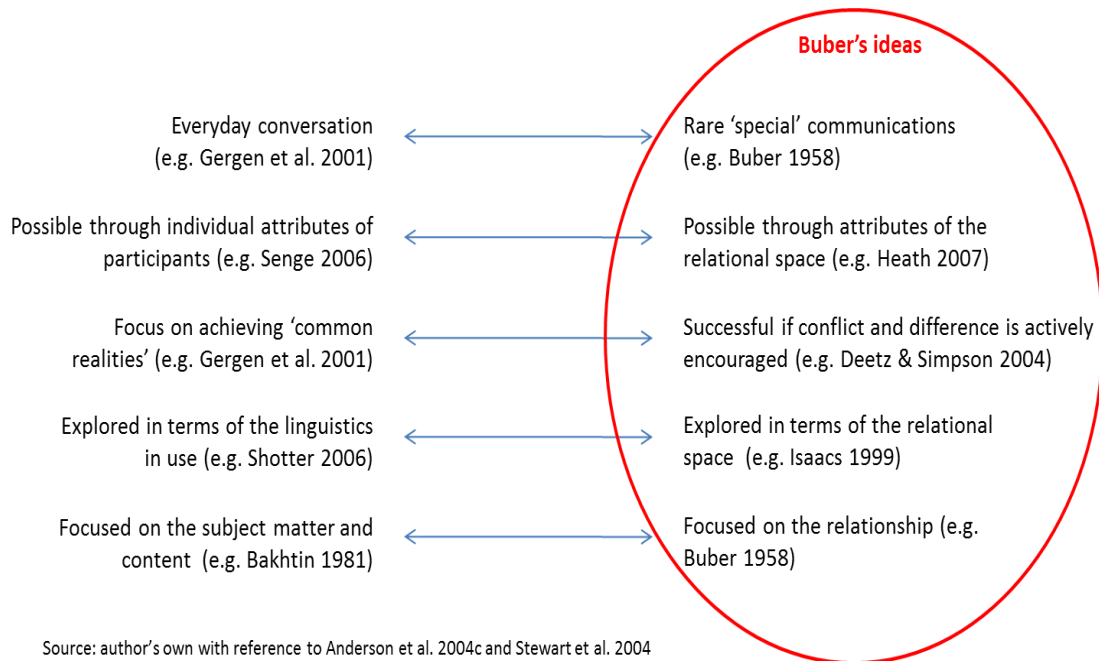 Buber's ideas
Everyday conversation
(e.g. Gergen et al. 2001)
Rare 'special' communications
(e.g. Buber 1958)
Possible through individual attributes of
participants (e.g. Senge 2006)
Possible through attributes of the
relational space (e.g. Heath 2007)
Focus on achieving 'common
realities' (e.g. Gergen et al. 2001)
Successful if conflict and difference is actively
encouraged (e.g. Deetz & Simpson 2004)
Explored in terms of the linguistics
in use (e.g. Shotter 2006)
Explored in terms of the relational
space  (e.g. Isaacs 1999)
Focused on the subject matter and
content  (e.g. Bakhtin 1981)
Focused on the relationship (e.g.
Buber 1958)
Source: author's own with reference to Anderson et al. 2004c and Stewart et al. 2004